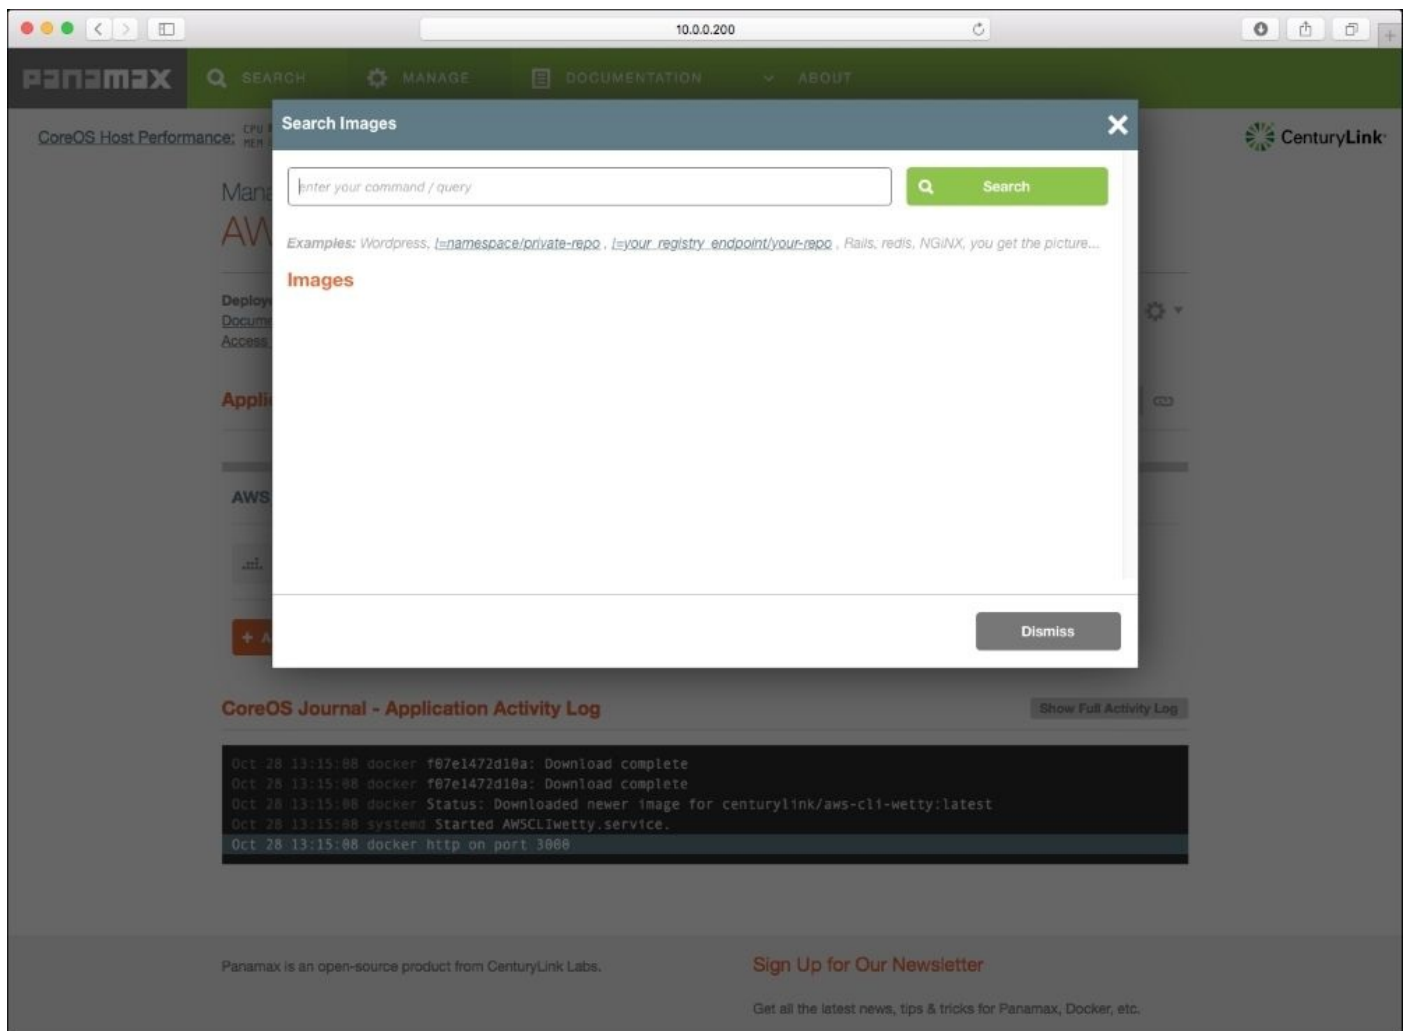 10.0.0.200
PANAMAX SEARCH MANAGE DOCUMENTATION ABOUT
CoreOS Host Performance: CPU
MEM
CenturyLink
Search Images
enter your command / query
Search
Examples: Wordpress, !=namespace/private-repo , !=your_registry_endpoint/your-repo , Rails, redis, NGiNX, you get the picture...
Images
Dismiss
AWS
CoreOS Journal - Application Activity Log
Show Full Activity Log
Oct 28 13:15:08 docker f07e1472d10a: Download complete
Oct 28 13:15:08 docker f07e1472d10a: Download complete
Oct 28 13:15:08 docker Status: Downloaded newer image for centurylink/aws-cli-wetty:latest
Oct 28 13:15:08 systemd Started AWSCLIwetty.service.
Oct 28 13:15:08 docker http on port 3000
Panamax is an open-source product from CenturyLink Labs.
Sign Up for Our Newsletter
Get all the latest news, tips & tricks for Panamax, Docker, etc.